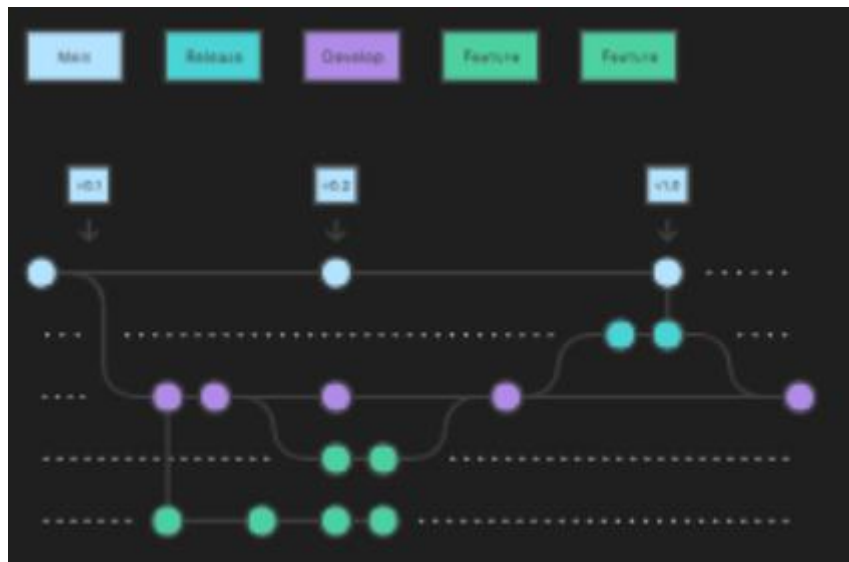 Main
Release
Develop
Feature
Feature
v0.1
v0.2
v1.0